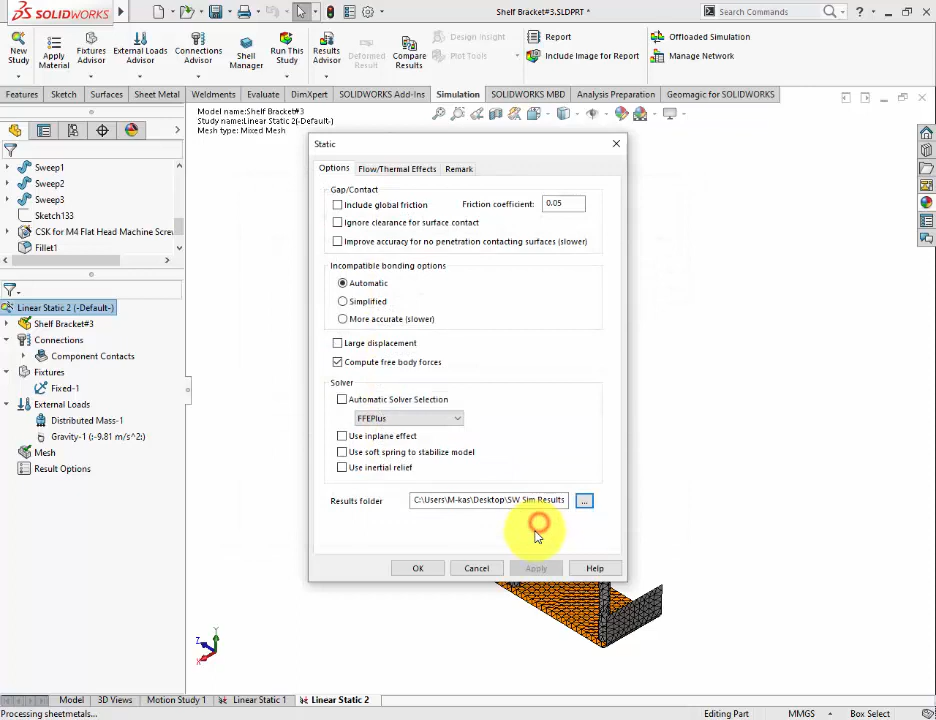 SOLIDWORKS
Shelf Bracket#3.SLDPRT *
Search Commands
New Study
Apply Material
Fixtures Advisor
External Loads Advisor
Connections Advisor
Shell Manager
Run This Study
Results Advisor
Deformed Result
Compare Results
Design Insight
Plot Tools
Report
Include Image for Report
Offloaded Simulation
Manage Network
Features
Sketch
Surfaces
Sheet Metal
Weldments
DimXpert
Evaluate
SOLIDWORKS Add-Ins
Simulation
SOLIDWORKS MBD
Analysis Preparation
Geomagic for SOLIDWORKS
Model name:Shelf Bracket#3
Study name:Linear Static 2(-Default-)
Mesh type: Mixed Mesh
Sweep1
Sweep2
Sweep3
Sketch133
CSK for M4 Flat Head Machine Screw
Fillet1
Linear Static 2 (-Default-)
Shelf Bracket#3
Connections
Component Contacts
Fixtures
Fixed-1
External Loads
Distributed Mass-1
Gravity-1 (:-9.81 m/s^2:)
Mesh
Result Options
Static
Options
Flow/Thermal Effects
Remark
Gap/Contact
Include global friction
Friction coefficient:
0.05
Ignore clearance for surface contact
Improve accuracy for no penetration contacting surfaces (slower)
Incompatible bonding options
Automatic
Simplified
More accurate (slower)
Large displacement
Compute free body forces
Solver
Automatic Solver Selection
FFEPlus
Use inplane effect
Use soft spring to stabilize model
Use inertial relief
Results folder
C:\Users\M-kas\Desktop\SW Sim Results
...
OK
Cancel
Apply
Help
Y
Z
X
Model
3D Views
Motion Study 1
Linear Static 1
Linear Static 2
Processing sheetmetals...
Editing Part
MMGS
Box Select